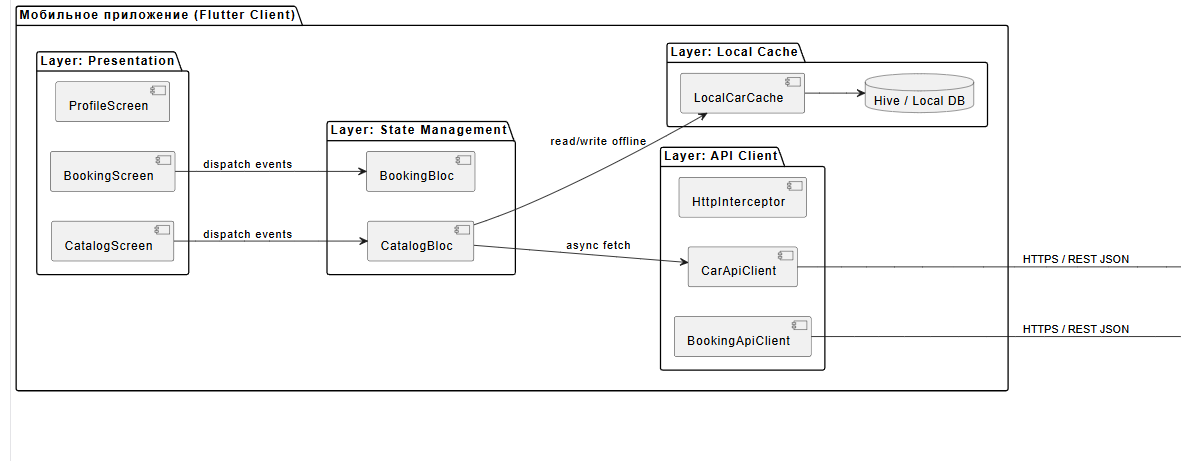 Мобильное приложение (Flutter Client)
Layer: Presentation
ProfileScreen
BookingScreen
CatalogScreen
dispatch events
dispatch events
Layer: State Management
BookingBloc
CatalogBloc
read/write offline
async fetch
Layer: Local Cache
LocalCarCache
Hive / Local DB
Layer: API Client
HttpInterceptor
CarApiClient
BookingApiClient
HTTPS / REST JSON
HTTPS / REST JSON